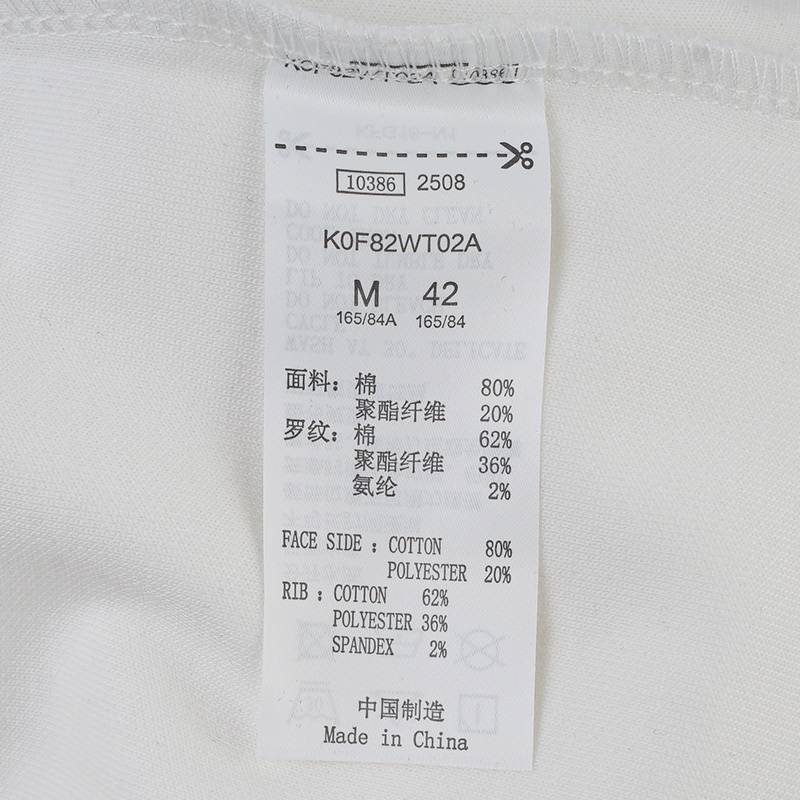 10386 2508
K0F82WT02A
M 42
165/84A 165/84
面料：棉 80%
聚酯纤维 20%
罗纹：棉 62%
聚酯纤维 36%
氨纶 2%
FACE SIDE : COTTON 80%
POLYESTER 20%
RIB : COTTON 62%
POLYESTER 36%
SPANDEX 2%
中国制造
Made in China